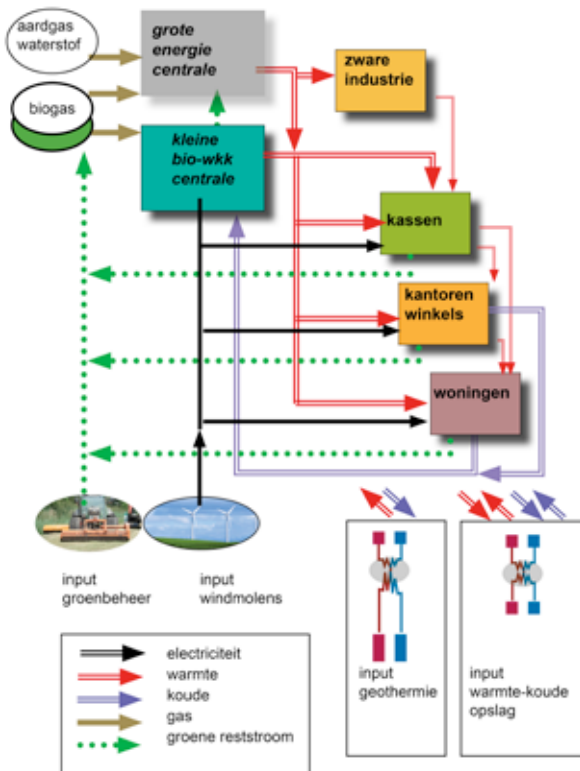 aardgas
waterstof
grote
energie
centrale
zware
industrie
biogas
kleine
bio-wkk
centrale
kassen
kantoren
winkels
woningen
input
groenbeheer
input
windmolens
electriciteit
warmte
koude
gas
groene reststroom
input
geothermie
input
warmte-koude
opslag